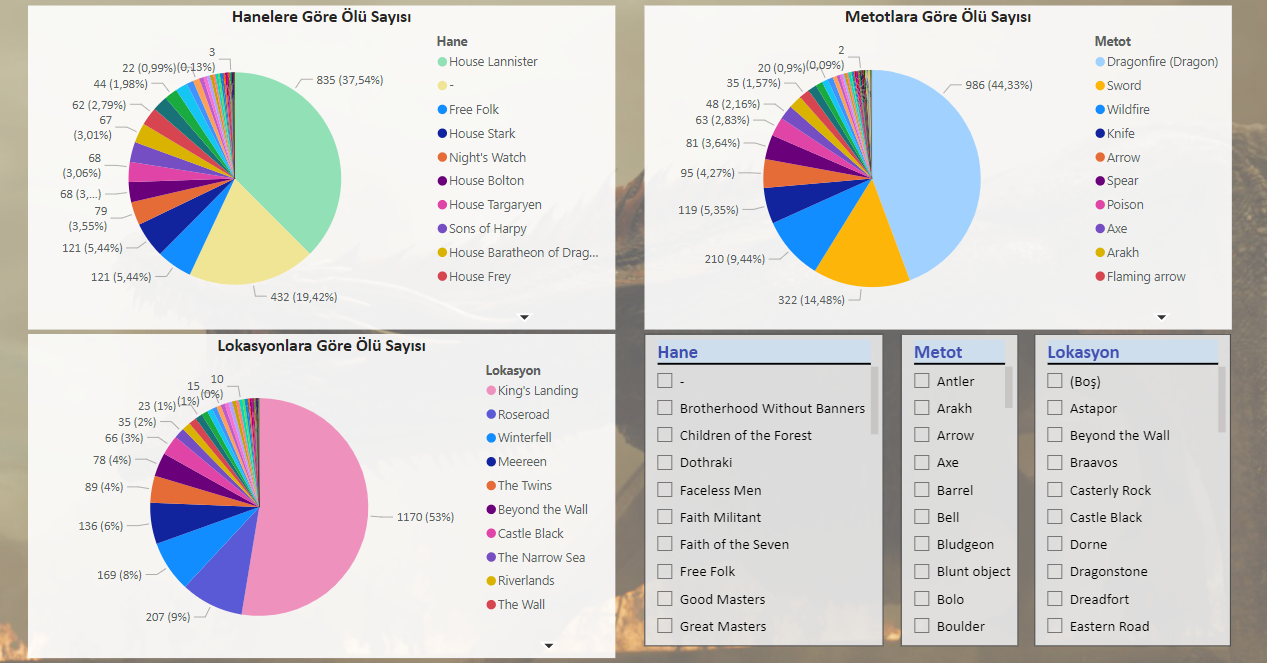 Hanelere Göre Ölü Sayısı
3
22 (0,99%)
(0,13%)
44 (1,98%)
62 (2,79%)
67
(3,01%)
68
(3,06%)
68 (3,...)
79
(3,55%)
121 (5,44%)
121 (5,44%)
432 (19,42%)
835 (37,54%)
Hane
House Lannister
-
Free Folk
House Stark
Night's Watch
House Bolton
House Targaryen
Sons of Harpy
House Baratheon of Drag...
House Frey
Metotlara Göre Ölü Sayısı
2
20 (0,9%)
(0,09%)
35 (1,57%)
48 (2,16%)
63 (2,83%)
81 (3,64%)
95 (4,27%)
119 (5,35%)
210 (9,44%)
322 (14,48%)
986 (44,33%)
Metot
Dragonfire (Dragon)
Sword
Wildfire
Knife
Arrow
Spear
Poison
Axe
Arakh
Flaming arrow
Lokasyonlara Göre Ölü Sayısı
10
(0%)
15
(1%)
23 (1%)
35 (2%)
66 (3%)
78 (4%)
89 (4%)
136 (6%)
169 (8%)
207 (9%)
1170 (53%)
Lokasyon
King's Landing
Roseroad
Winterfell
Meereen
The Twins
Beyond the Wall
Castle Black
The Narrow Sea
Riverlands
The Wall
Hane
-
Brotherhood Without Banners
Children of the Forest
Dothraki
Faceless Men
Faith Militant
Faith of the Seven
Free Folk
Good Masters
Great Masters
Metot
Antler
Arakh
Arrow
Axe
Barrel
Bell
Bludgeon
Blunt object
Bolo
Boulder
Lokasyon
(Boş)
Astapor
Beyond the Wall
Braavos
Casterly Rock
Castle Black
Dorne
Dragonstone
Dreadfort
Eastern Road